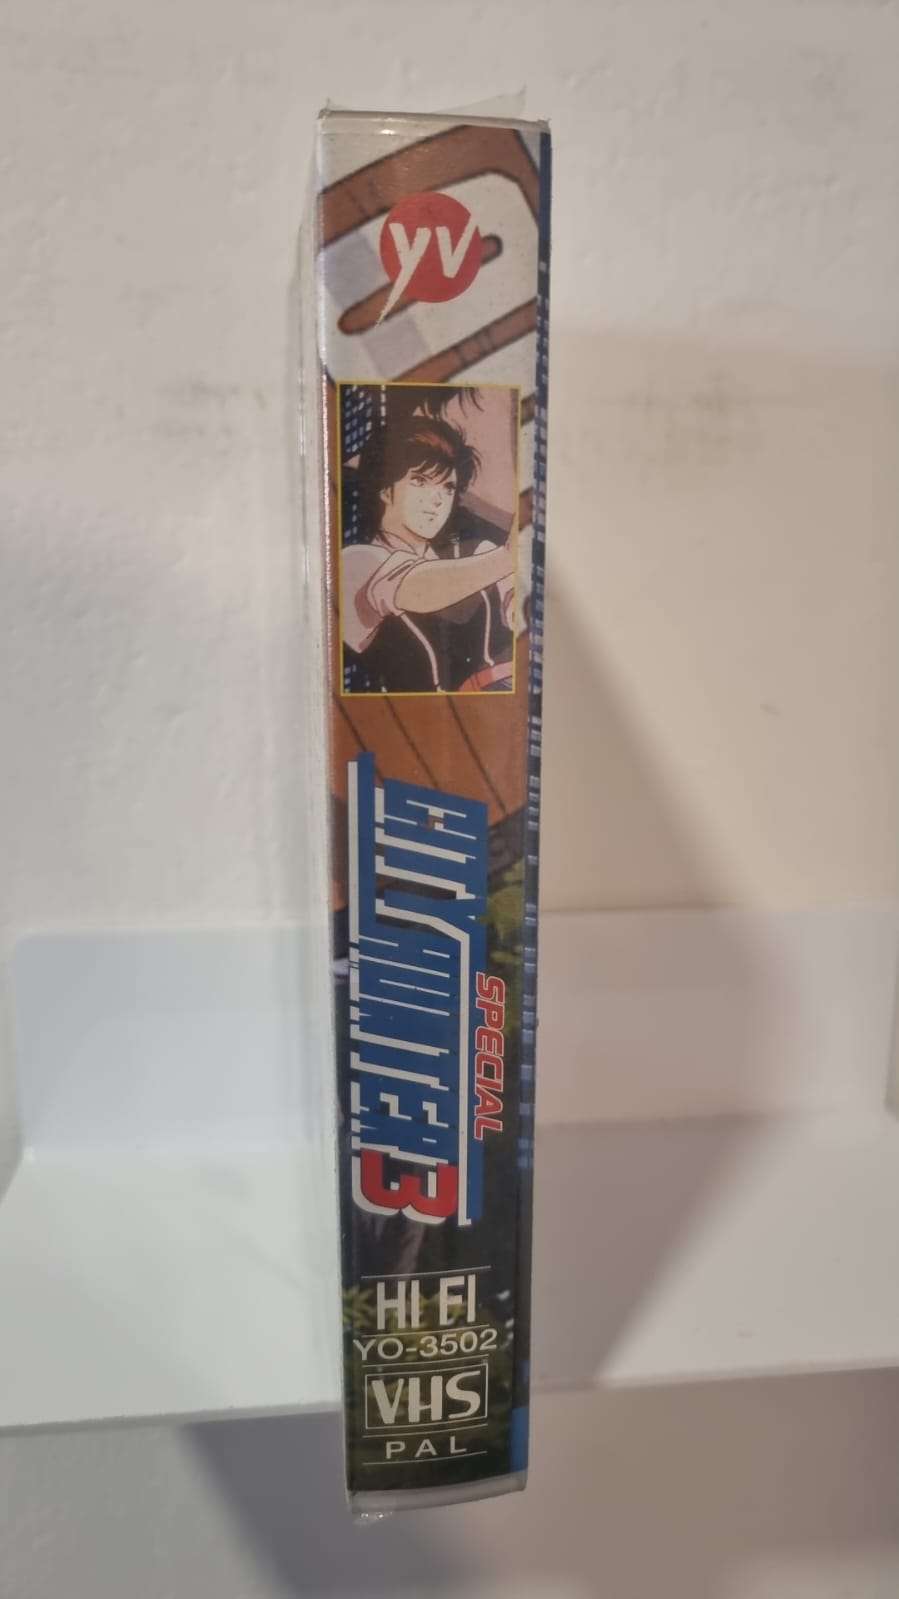 YV
SPECIAL
CITY HUNTER 3
HI FI
YO-3502
VHS
PAL